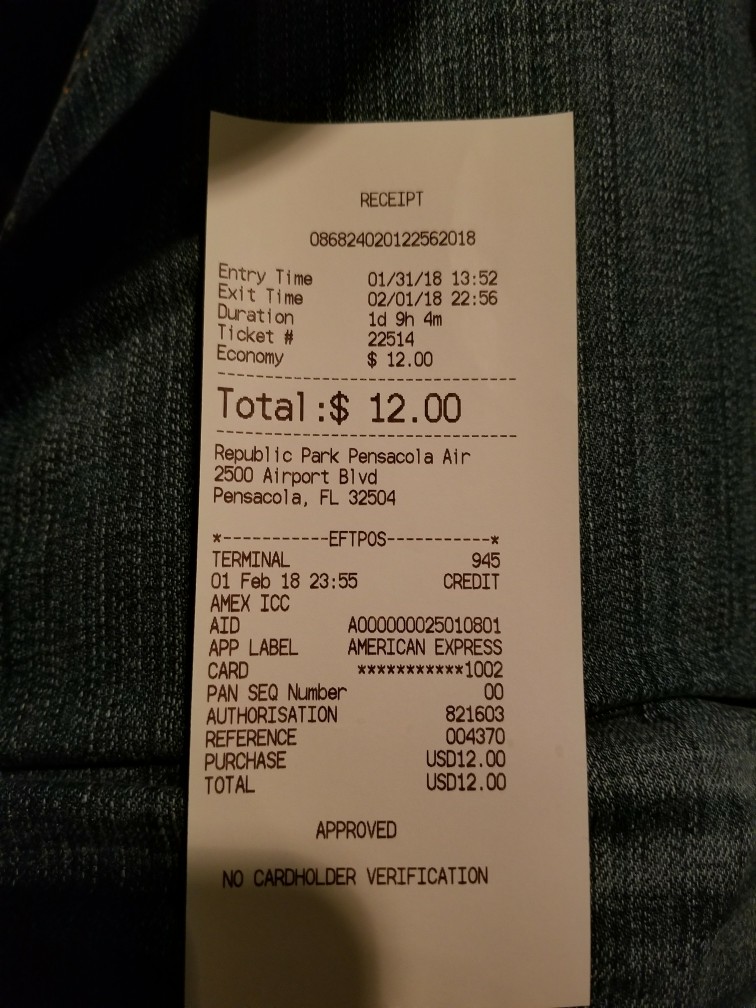 RECEIPT
086824020122562018
Entry Time 01/31/18 13:52
Exit Time 02/01/18 22:56
Duration 1d 9h 4m
Ticket # 22514
Economy $ 12.00
--------------------------------
Total:$ 12.00
--------------------------------
Republic Park Pensacola Air
2500 Airport Blvd
Pensacola, FL 32504
*-----------EFTPOS-----------*
TERMINAL 945
01 Feb 18 23:55 CREDIT
AMEX ICC
AID A000000025010801
APP LABEL AMERICAN EXPRESS
CARD ***********1002
PAN SEQ Number 00
AUTHORISATION 821603
REFERENCE 004370
PURCHASE USD12.00
TOTAL USD12.00
APPROVED
NO CARDHOLDER VERIFICATION